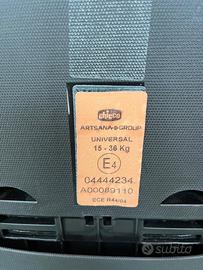 chicco
ARTSANA GROUP
UNIVERSAL
15 - 36 Kg
E4
04444234
A00089110
ECE R44/04
subito